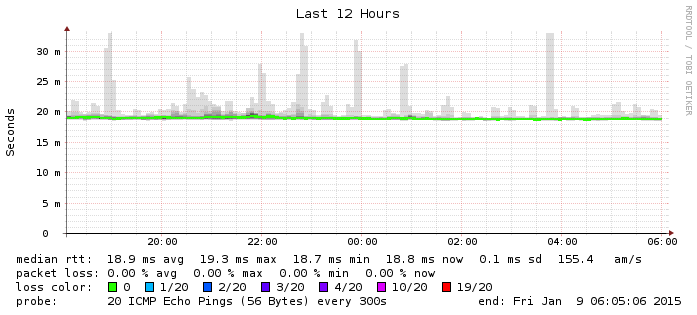 Last 12 Hours
RRDTOOL / TOBI OETIKER
Seconds
30 m
25 m
20 m
15 m
10 m
5 m
0
20:00 22:00 00:00 02:00 04:00 06:00
median rtt: 18.9 ms avg 19.3 ms max 18.7 ms min 18.8 ms now 0.1 ms sd 155.4 am/s
packet loss: 0.00 % avg 0.00 % max 0.00 % min 0.00 % now
loss color: 0 1/20 2/20 3/20 4/20 10/20 19/20
probe: 20 ICMP Echo Pings (56 Bytes) every 300s end: Fri Jan 9 06:05:06 2015